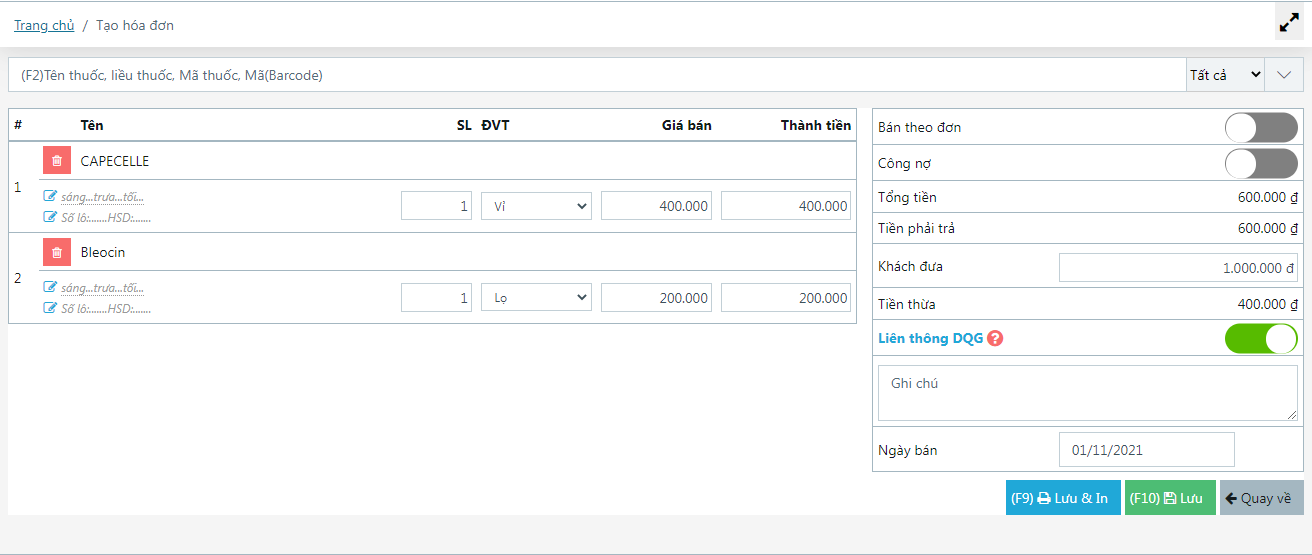 Trang chủ / Tạo hóa đơn
(F2)Tên thuốc, liều thuốc, Mã thuốc, Mã(Barcode) Tất cả
# Tên SL ĐVT Giá bán Thành tiền
1 CAPECELLE
sáng...trưa...tối...
Số lô:......HSD:......
1 Vỉ 400.000 400.000
2 Bleocin
sáng...trưa...tối...
Số lô:......HSD:......
1 Lọ 200.000 200.000
Bán theo đơn
Công nợ
Tổng tiền 600.000 ₫
Tiền phải trả 600.000 ₫
Khách đưa 1.000.000 đ
Tiền thừa 400.000 ₫
Liên thông DQG ?
Ghi chú
Ngày bán 01/11/2021
(F9) Lưu & In (F10) Lưu Quay về